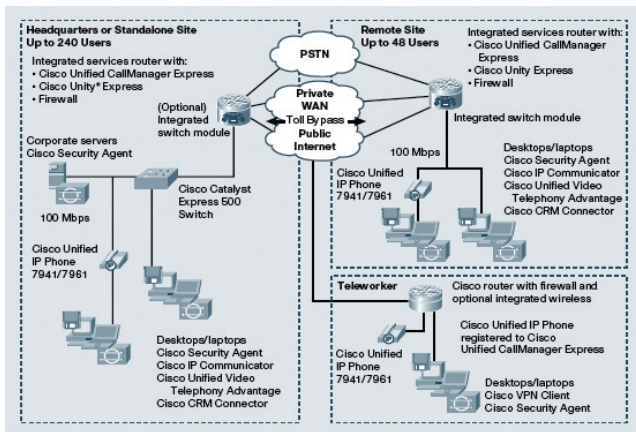 Headquarters or Standalone Site
Up to 240 Users
Integrated services router with:
• Cisco Unified CallManager Express
• Cisco Unity* Express
• Firewall
(Optional)
Integrated
switch module
Corporate servers
Cisco Security Agent
100 Mbps
Cisco Catalyst
Express 500
Switch
Cisco Unified
IP Phone
7941/7961
IP
Desktops/laptops
Cisco Security Agent
Cisco IP Communicator
Cisco Unified Video
Telephony Advantage
Cisco CRM Connector
PSTN
Private
WAN
Toll Bypass
Public
Internet
Remote Site
Up to 48 Users
Integrated services router with:
• Cisco Unified CallManager
Express
• Cisco Unity Express
• Firewall
Integrated switch module
100 Mbps
Cisco Unified
IP Phone
7941/7961
IP
Desktops/laptops
Cisco Security Agent
Cisco IP Communicator
Cisco Unified Video
Telephony Advantage
Cisco CRM Connector
Teleworker
Cisco router with firewall and
optional integrated wireless
Cisco Unified
IP Phone
7941/7961
IP
Cisco Unified IP Phone
registered to Cisco
Unified CallManager Express
Desktops/laptops
Cisco VPN Client
Cisco Security Agent